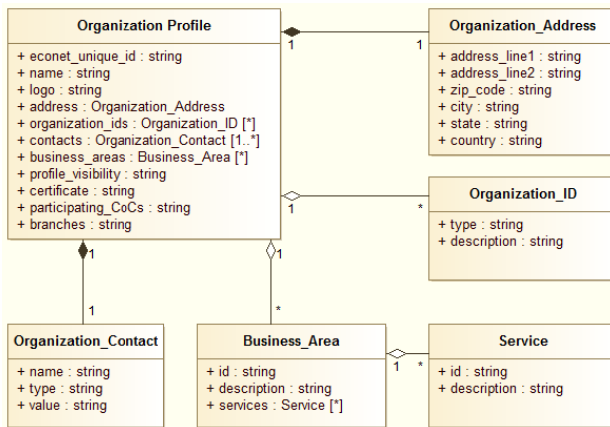 Organization Profile
+ econet_unique_id : string
+ name : string
+ logo : string
+ address : Organization_Address
+ organization_ids : Organization_ID [*]
+ contacts : Organization_Contact [1..*]
+ business_areas : Business_Area [*]
+ profile_visibility : string
+ certificate : string
+ participating_CoCs : string
+ branches : string
1
1
Organization_Address
+ address_line1 : string
+ address_line2 : string
+ zip_code : string
+ city : string
+ state : string
+ country : string
1
*
Organization_ID
+ type : string
+ description : string
1
1
1
*
Organization_Contact
+ name : string
+ type : string
+ value : string
Business_Area
+ id : string
+ description : string
+ services : Service [*]
1
*
Service
+ id : string
+ description : string